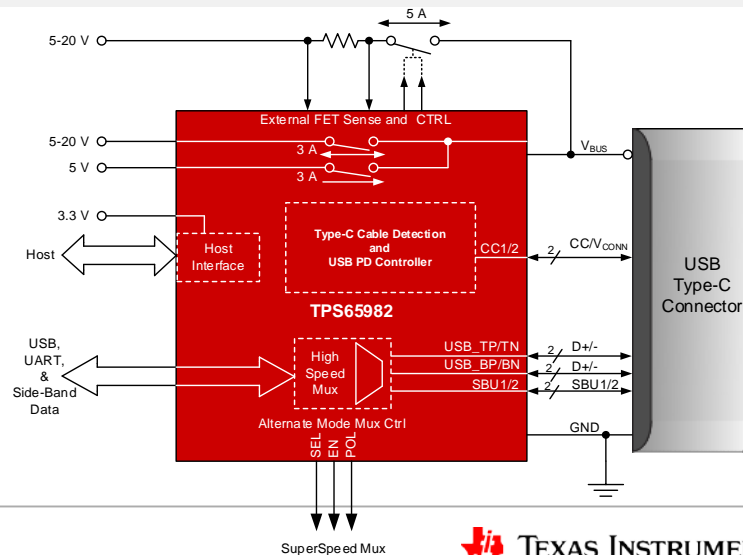 5 A
5-20 V
External FET Sense and CTRL
5-20 V
3 A
5 V
3 A
VBUS
3.3 V
Host
Host
Interface
Type-C Cable Detection
and
USB PD Controller
CC1/2
2
CC/VCONN
USB
Type-C
Connector
TPS65982
USB,
UART,
&
Side-Band
Data
High
Speed
Mux
USB_TP/TN
2
D+/-
USB_BP/BN
2
D+/-
SBU1/2
2
SBU1/2
Alternate Mode Mux Ctrl
SEL
EN
POL
GND
SuperSpeed Mux
TEXAS